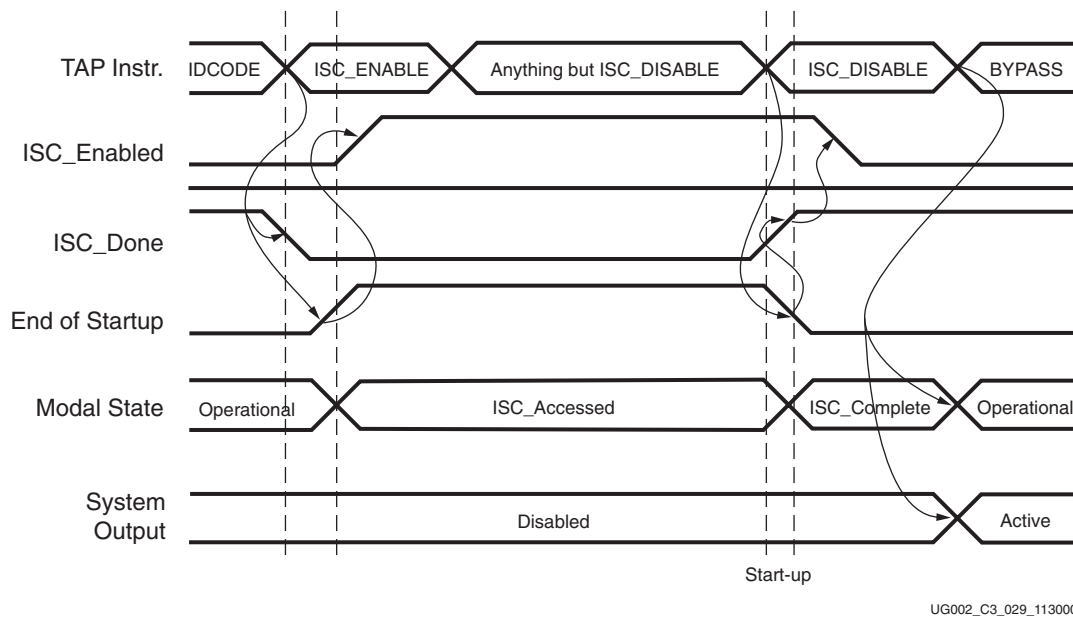 TAP Instr.
IDCODE
ISC_ENABLE
Anything but ISC_DISABLE
ISC_DISABLE
BYPASS
ISC_Enabled
ISC_Done
End of Startup
Modal State
Operational
ISC_Accessed
ISC_Complete
Operational
System
Output
Disabled
Active
Start-up
UG002_C3_029_113000